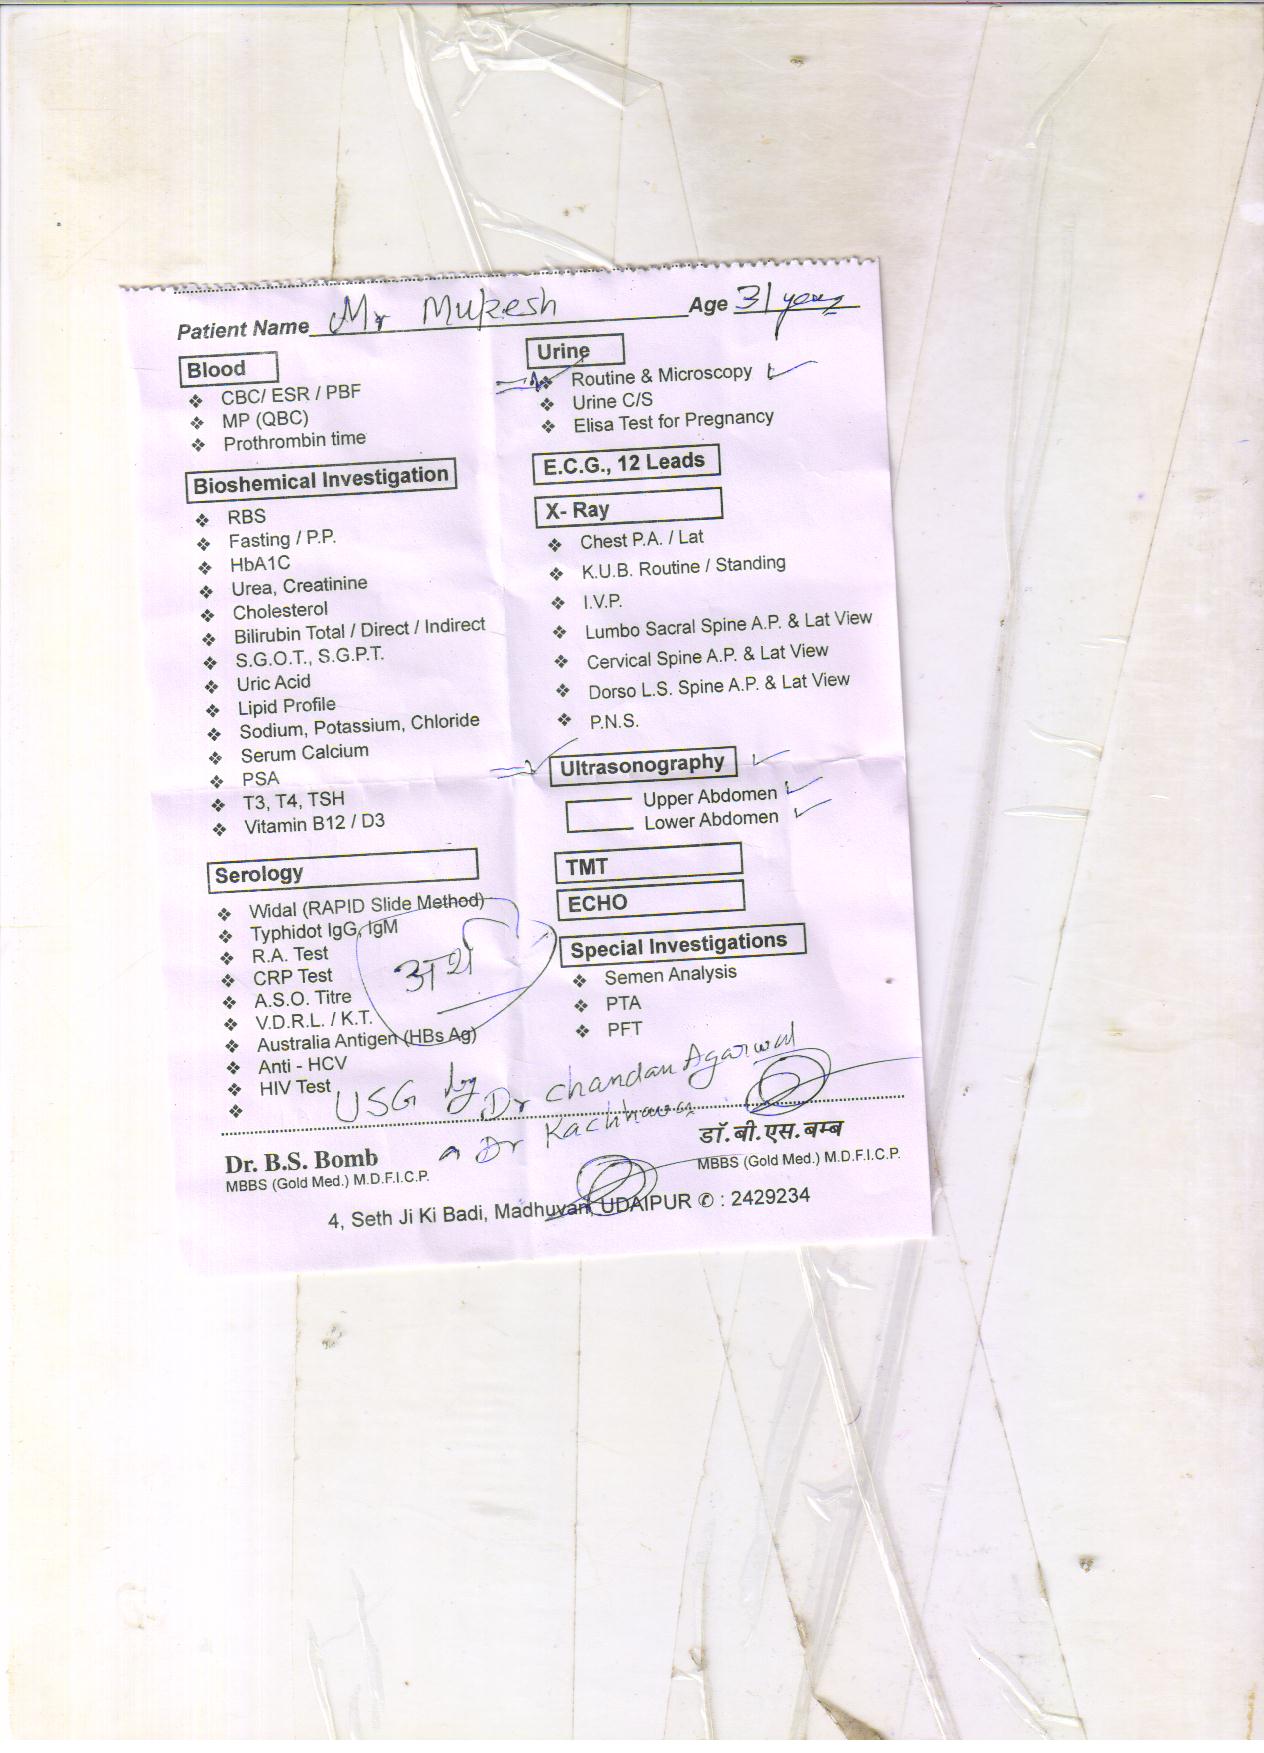 Patient Name Mr Mukesh Age 31 years
Blood
❖ CBC/ ESR / PBF
❖ MP (QBC)
❖ Prothrombin time
Bioshemical Investigation
❖ RBS
❖ Fasting / P.P.
❖ HbA1C
❖ Urea, Creatinine
❖ Cholesterol
❖ Bilirubin Total / Direct / Indirect
❖ S.G.O.T., S.G.P.T.
❖ Uric Acid
❖ Lipid Profile
❖ Sodium, Potassium, Chloride
❖ Serum Calcium
❖ PSA
❖ T3, T4, TSH
❖ Vitamin B12 / D3
Serology
❖ Widal (RAPID Slide Method)
❖ Typhidot IgG, IgM
❖ R.A. Test
❖ CRP Test
❖ A.S.O. Titre
❖ V.D.R.L. / K.T.
❖ Australia Antigen (HBs Ag)
❖ Anti - HCV
❖ HIV Test
Urine
❖ Routine & Microscopy ✓
❖ Urine C/S
❖ Elisa Test for Pregnancy
E.C.G., 12 Leads
X- Ray
❖ Chest P.A. / Lat
❖ K.U.B. Routine / Standing
❖ I.V.P.
❖ Lumbo Sacral Spine A.P. & Lat View
❖ Cervical Spine A.P. & Lat View
❖ Dorso L.S. Spine A.P. & Lat View
❖ P.N.S.
Ultrasonography ✓
Upper Abdomen ✓
Lower Abdomen ✓
TMT
ECHO
Special Investigations
❖ Semen Analysis
❖ PTA
❖ PFT
USG by Dr Chandan Agarwal
Dr Kachhawa
Dr. B.S. Bomb
MBBS (Gold Med.) M.D.F.I.C.P.
डॉ. बी. एस. बम्ब
MBBS (Gold Med.) M.D.F.I.C.P.
4, Seth Ji Ki Badi, Madhuvan, UDAIPUR ✆ : 2429234